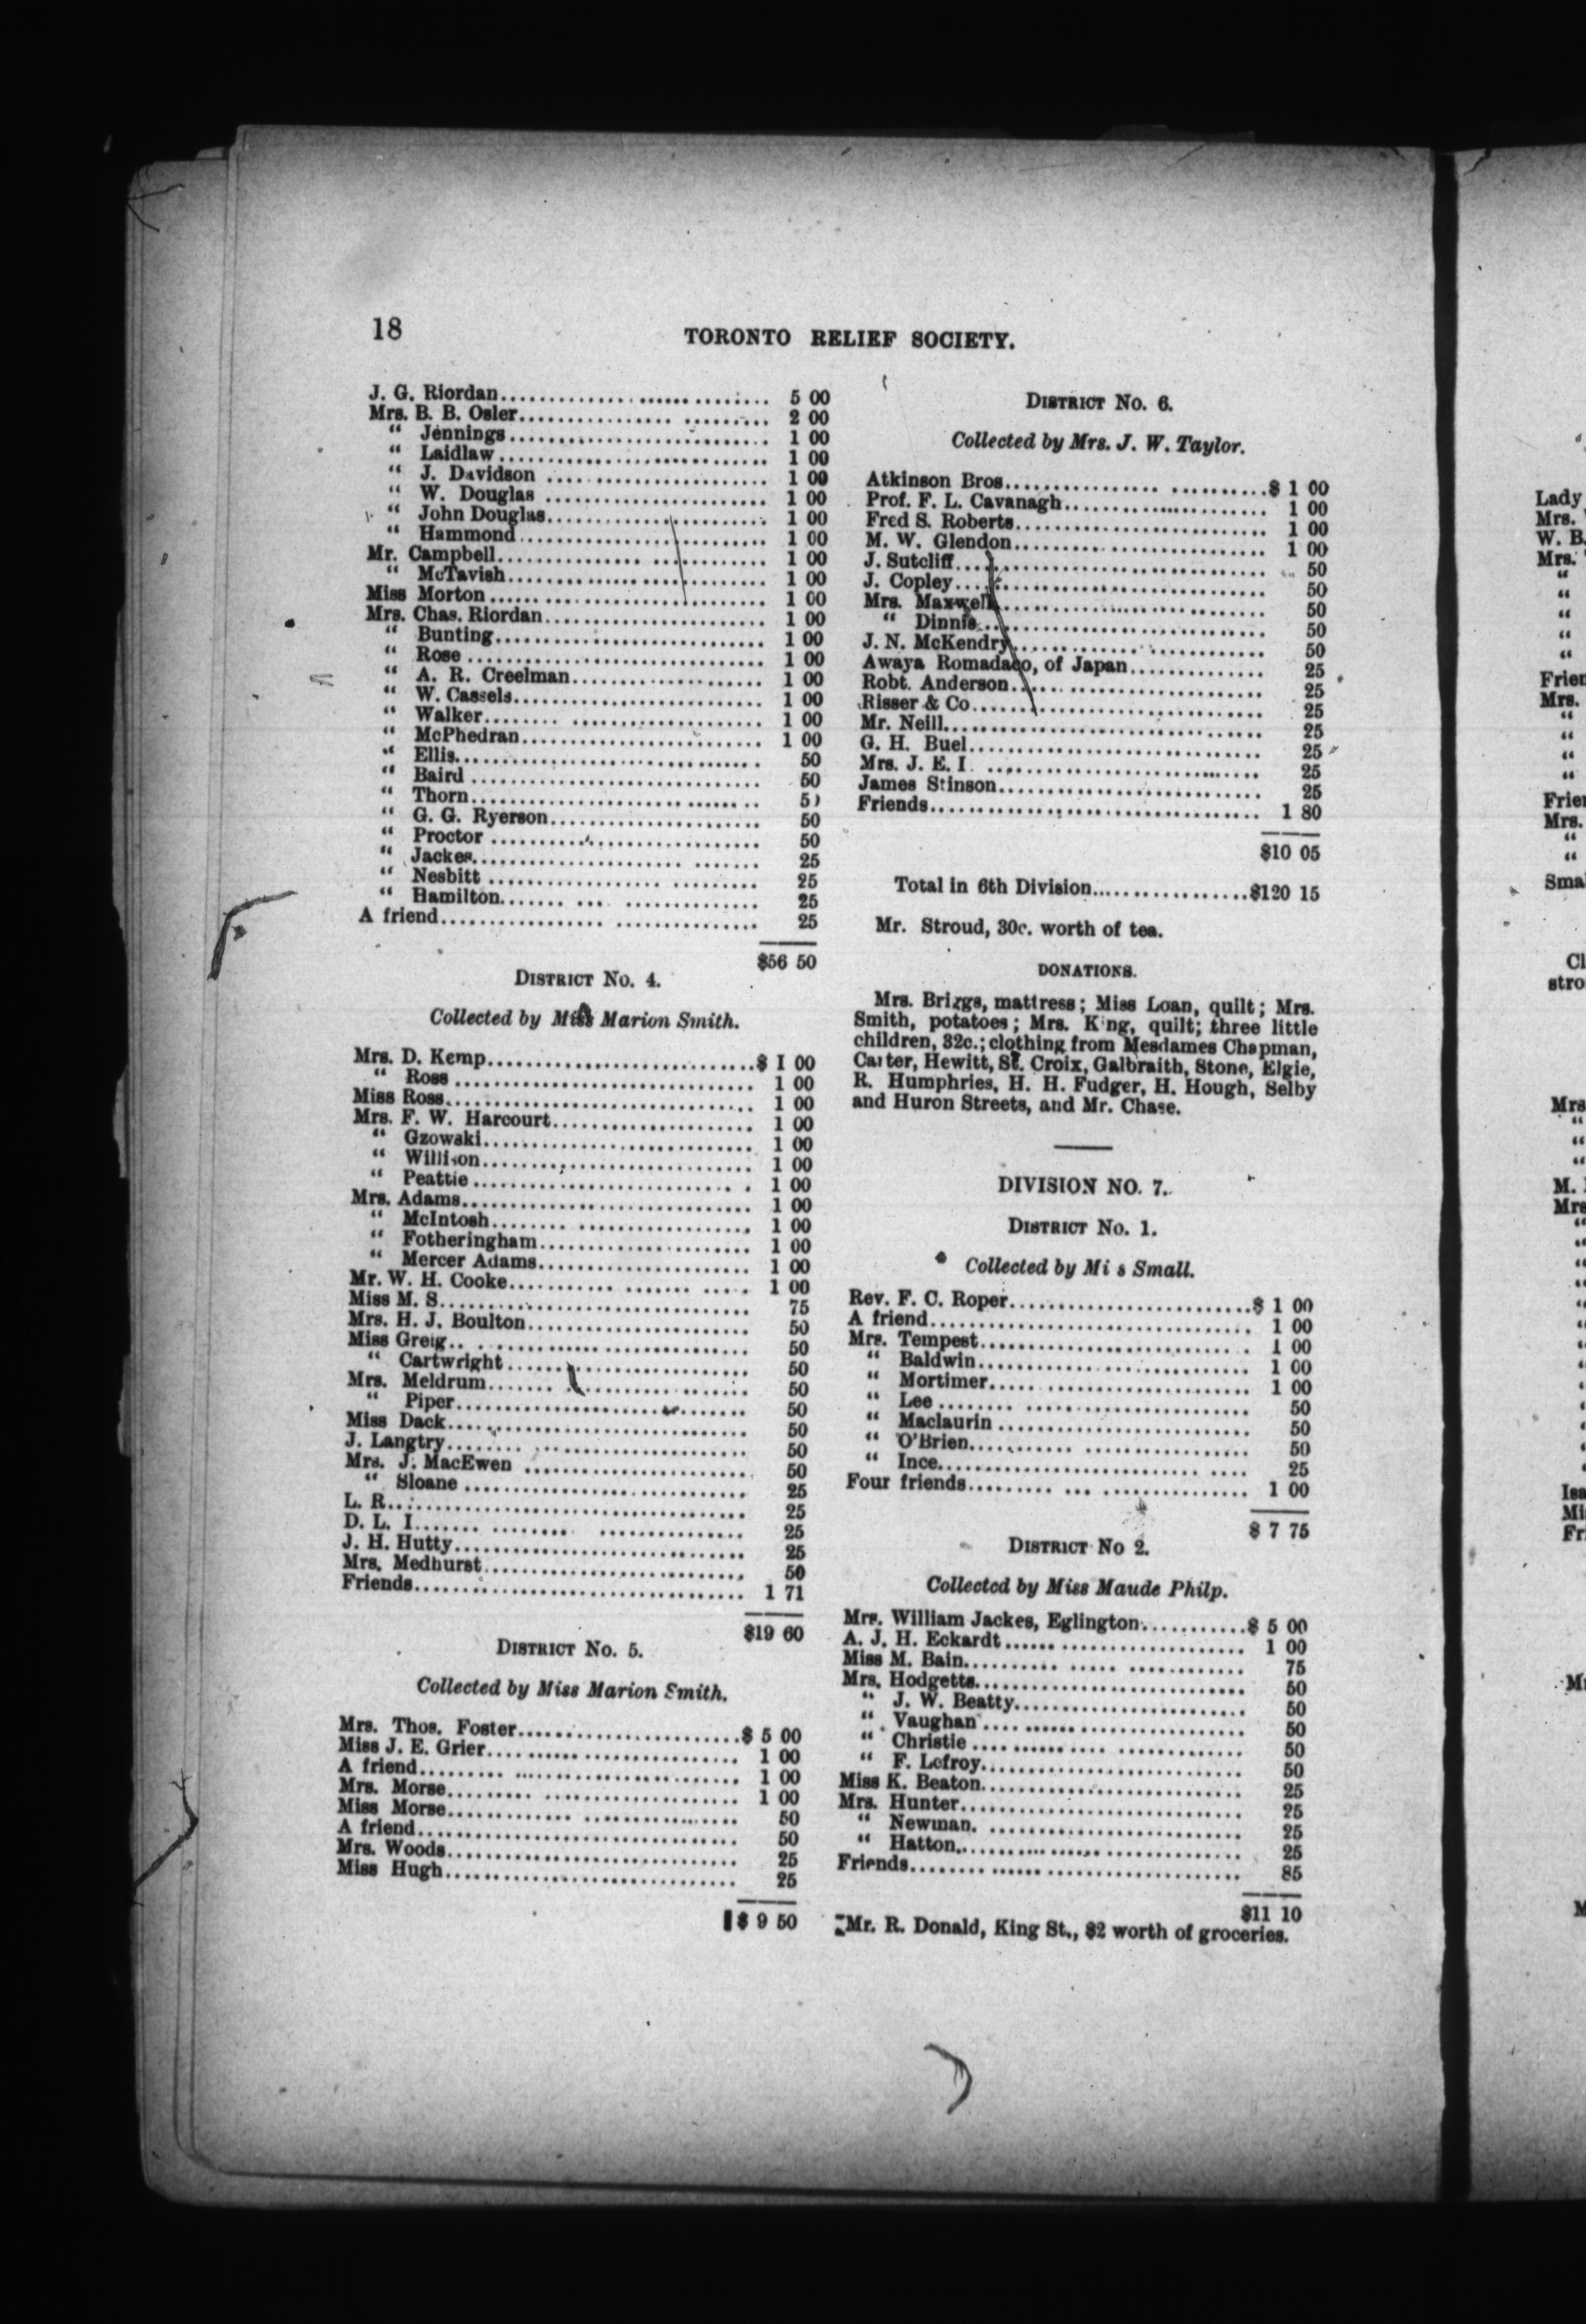 18
TORONTO RELIEF SOCIETY.
J. G. Riordan.......... 5 00
Mrs. B. B. Osler.......... 2 00
“ Jennings.......... 1 00
“ Laidlaw.......... 1 00
“ J. Davidson.......... 1 00
“ W. Douglas.......... 1 00
“ John Douglas.......... 1 00
“ Hammond.......... 1 00
Mr. Campbell.......... 1 00
“ McTavish.......... 1 00
Miss Morton.......... 1 00
Mrs. Chas. Riordan.......... 1 00
“ Bunting.......... 1 00
“ Rose.......... 1 00
“ A. R. Creelman.......... 1 00
“ W. Cassels.......... 1 00
“ Walker.......... 1 00
“ McPhedran.......... 1 00
“ Ellis.......... 50
“ Baird.......... 50
“ Thorn.......... 5
“ G. G. Ryerson.......... 50
“ Proctor.......... 50
“ Jackes.......... 25
“ Nesbitt.......... 25
“ Hamilton.......... 25
A friend.......... 25
$56 50
DISTRICT No. 4.
Collected by Miss Marion Smith.
Mrs. D. Kemp..........$ 1 00
“ Ross.......... 1 00
Miss Ross.......... 1 00
Mrs. F. W. Harcourt.......... 1 00
“ Gzowski.......... 1 00
“ Willison.......... 1 00
“ Peattie.......... 1 00
Mrs. Adams.......... 1 00
“ McIntosh.......... 1 00
“ Fotheringham.......... 1 00
“ Mercer Adams.......... 1 00
Mr. W. H. Cooke.......... 1 00
Miss M. S.......... 75
Mrs. H. J. Boulton.......... 50
Miss Greig.......... 50
“ Cartwright.......... 50
Mrs. Meldrum.......... 50
“ Piper.......... 50
Miss Dack.......... 50
J. Langtry.......... 50
Mrs. J. MacEwen.......... 50
“ Sloane.......... 25
L. R.......... 25
D. L. I.......... 25
J. H. Hutty.......... 25
Mrs. Medhurst.......... 50
Friends.......... 1 71
$19 60
DISTRICT No. 5.
Collected by Miss Marion Smith.
Mrs. Thos. Foster..........$ 5 00
Miss J. E. Grier.......... 1 00
A friend.......... 1 00
Mrs. Morse.......... 1 00
Miss Morse.......... 50
A friend.......... 50
Mrs. Woods.......... 25
Miss Hugh.......... 25
$ 9 50
DISTRICT No. 6.
Collected by Mrs. J. W. Taylor.
Atkinson Bros..........$ 1 00
Prof. F. L. Cavanagh.......... 1 00
Fred S. Roberts.......... 1 00
M. W. Glendon.......... 1 00
J. Sutcliff.......... 50
J. Copley.......... 50
Mrs. Maxwell.......... 50
“ Dinnis.......... 50
J. N. McKendry.......... 50
Awaya Romadaco, of Japan.......... 25
Robt. Anderson.......... 25
Risser & Co.......... 25
Mr. Neill.......... 25
G. H. Buel.......... 25
Mrs. J. E. I.......... 25
James Stinson.......... 25
Friends.......... 1 80
$10 05
Total in 6th Division..........$120 15
Mr. Stroud, 30c. worth of tea.
DONATIONS.
Mrs. Briggs, mattress; Miss Loan, quilt; Mrs.
Smith, potatoes; Mrs. King, quilt; three little
children, 32c.; clothing from Mesdames Chapman,
Carter, Hewitt, St. Croix, Galbraith, Stone, Elgie,
R. Humphries, H. H. Fudger, H. Hough, Selby
and Huron Streets, and Mr. Chase.
DIVISION NO. 7.
DISTRICT No. 1.
Collected by Mi s Small.
Rev. F. C. Roper..........$ 1 00
A friend.......... 1 00
Mrs. Tempest.......... 1 00
“ Baldwin.......... 1 00
“ Mortimer.......... 1 00
“ Lee.......... 50
“ Maclaurin.......... 50
“ O'Brien.......... 50
“ Ince.......... 25
Four friends.......... 1 00
$ 7 75
DISTRICT No 2.
Collected by Miss Maude Philp.
Mrs. William Jackes, Eglington..........$ 5 00
A. J. H. Eckardt.......... 1 00
Miss M. Bain.......... 75
Mrs. Hodgetts.......... 50
“ J. W. Beatty.......... 50
“ Vaughan.......... 50
“ Christie.......... 50
“ F. Lefroy.......... 50
Miss K. Beaton.......... 25
Mrs. Hunter.......... 25
“ Newman.......... 25
“ Hatton.......... 25
Friends.......... 85
$11 10
Mr. R. Donald, King St., $2 worth of groceries.